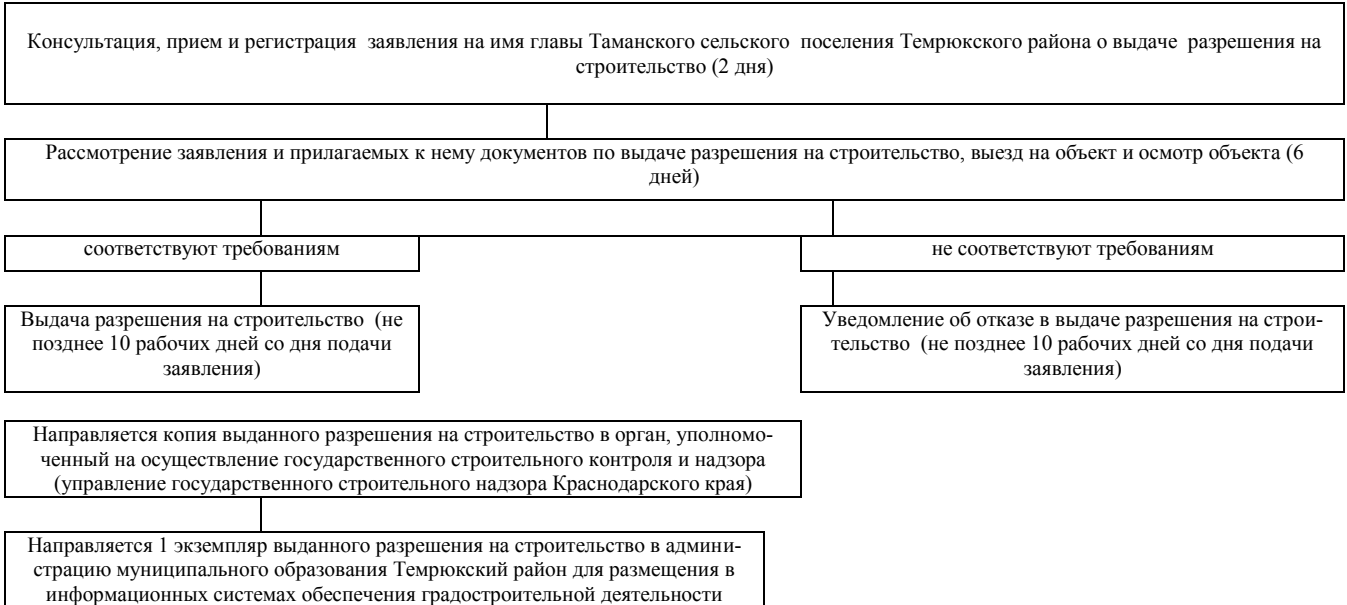 Консультация, прием и регистрация заявления на имя главы Таманского сельского поселения Темрюкского района о выдаче разрешения на
строительство (2 дня)
Рассмотрение заявления и прилагаемых к нему документов по выдаче разрешения на строительство, выезд на объект и осмотр объекта (6
дней)
соответствуют требованиям
не соответствуют требованиям
Выдача разрешения на строительство (не
позднее 10 рабочих дней со дня подачи
заявления)
Уведомление об отказе в выдаче разрешения на строи-
тельство (не позднее 10 рабочих дней со дня подачи
заявления)
Направляется копия выданного разрешения на строительство в орган, уполномо-
ченный на осуществление государственного строительного контроля и надзора
(управление государственного строительного надзора Краснодарского края)
Направляется 1 экземпляр выданного разрешения на строительство в админи-
страцию муниципального образования Темрюкский район для размещения в
информационных системах обеспечения градостроительной деятельности